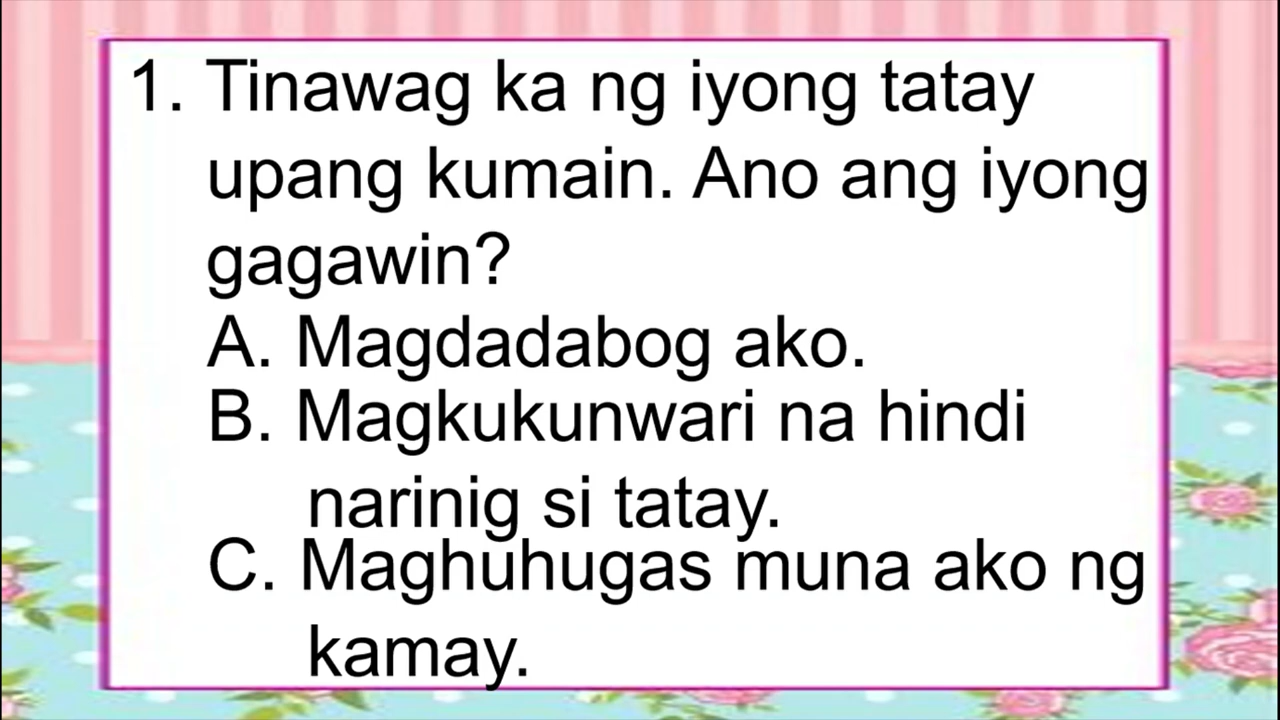 1. Tinawag ka ng iyong tatay
upang kumain. Ano ang iyong
gagawin?
A. Magdadabog ako.
B. Magkukunwari na hindi
narinig si tatay.
C. Maghuhugas muna ako ng
kamay.